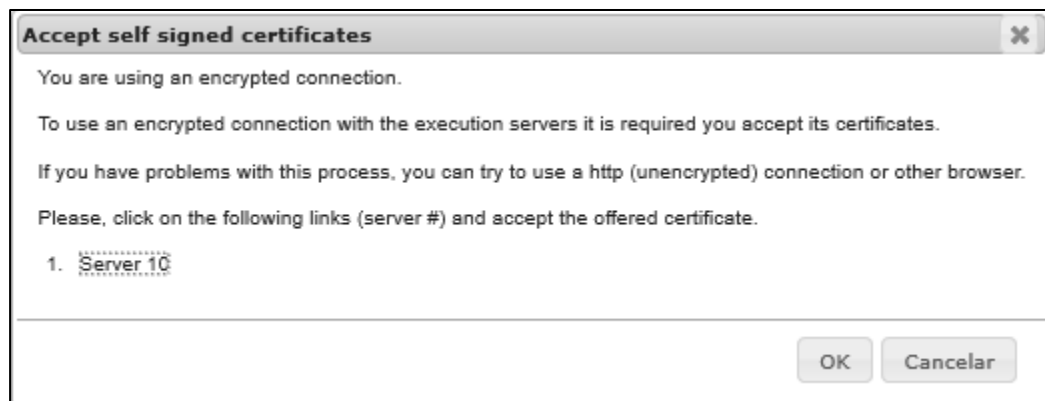 Accept self signed certificates
You are using an encrypted connection.
To use an encrypted connection with the execution servers it is required you accept its certificates.
If you have problems with this process, you can try to use a http (unencrypted) connection or other browser.
Please, click on the following links (server #) and accept the offered certificate.
1. Server 10
OK Cancelar